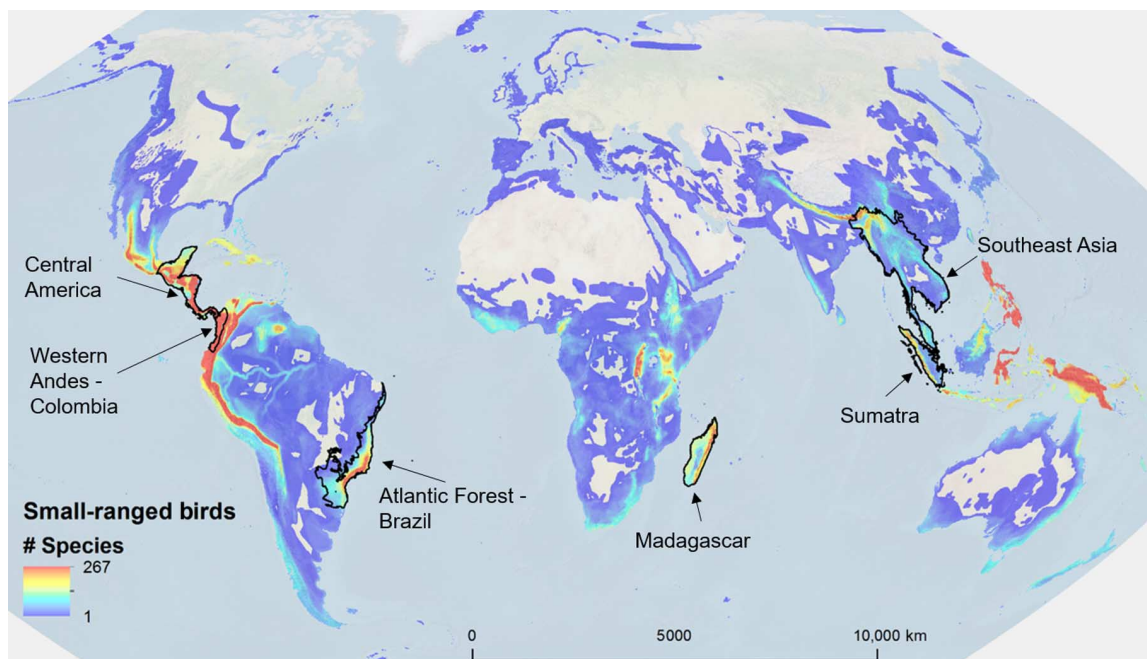 Central
America
Western
Andes -
Colombia
Southeast Asia
Sumatra
Atlantic Forest -
Brazil
Madagascar
Small-ranged birds
# Species
267
1
0
5000
10,000 km